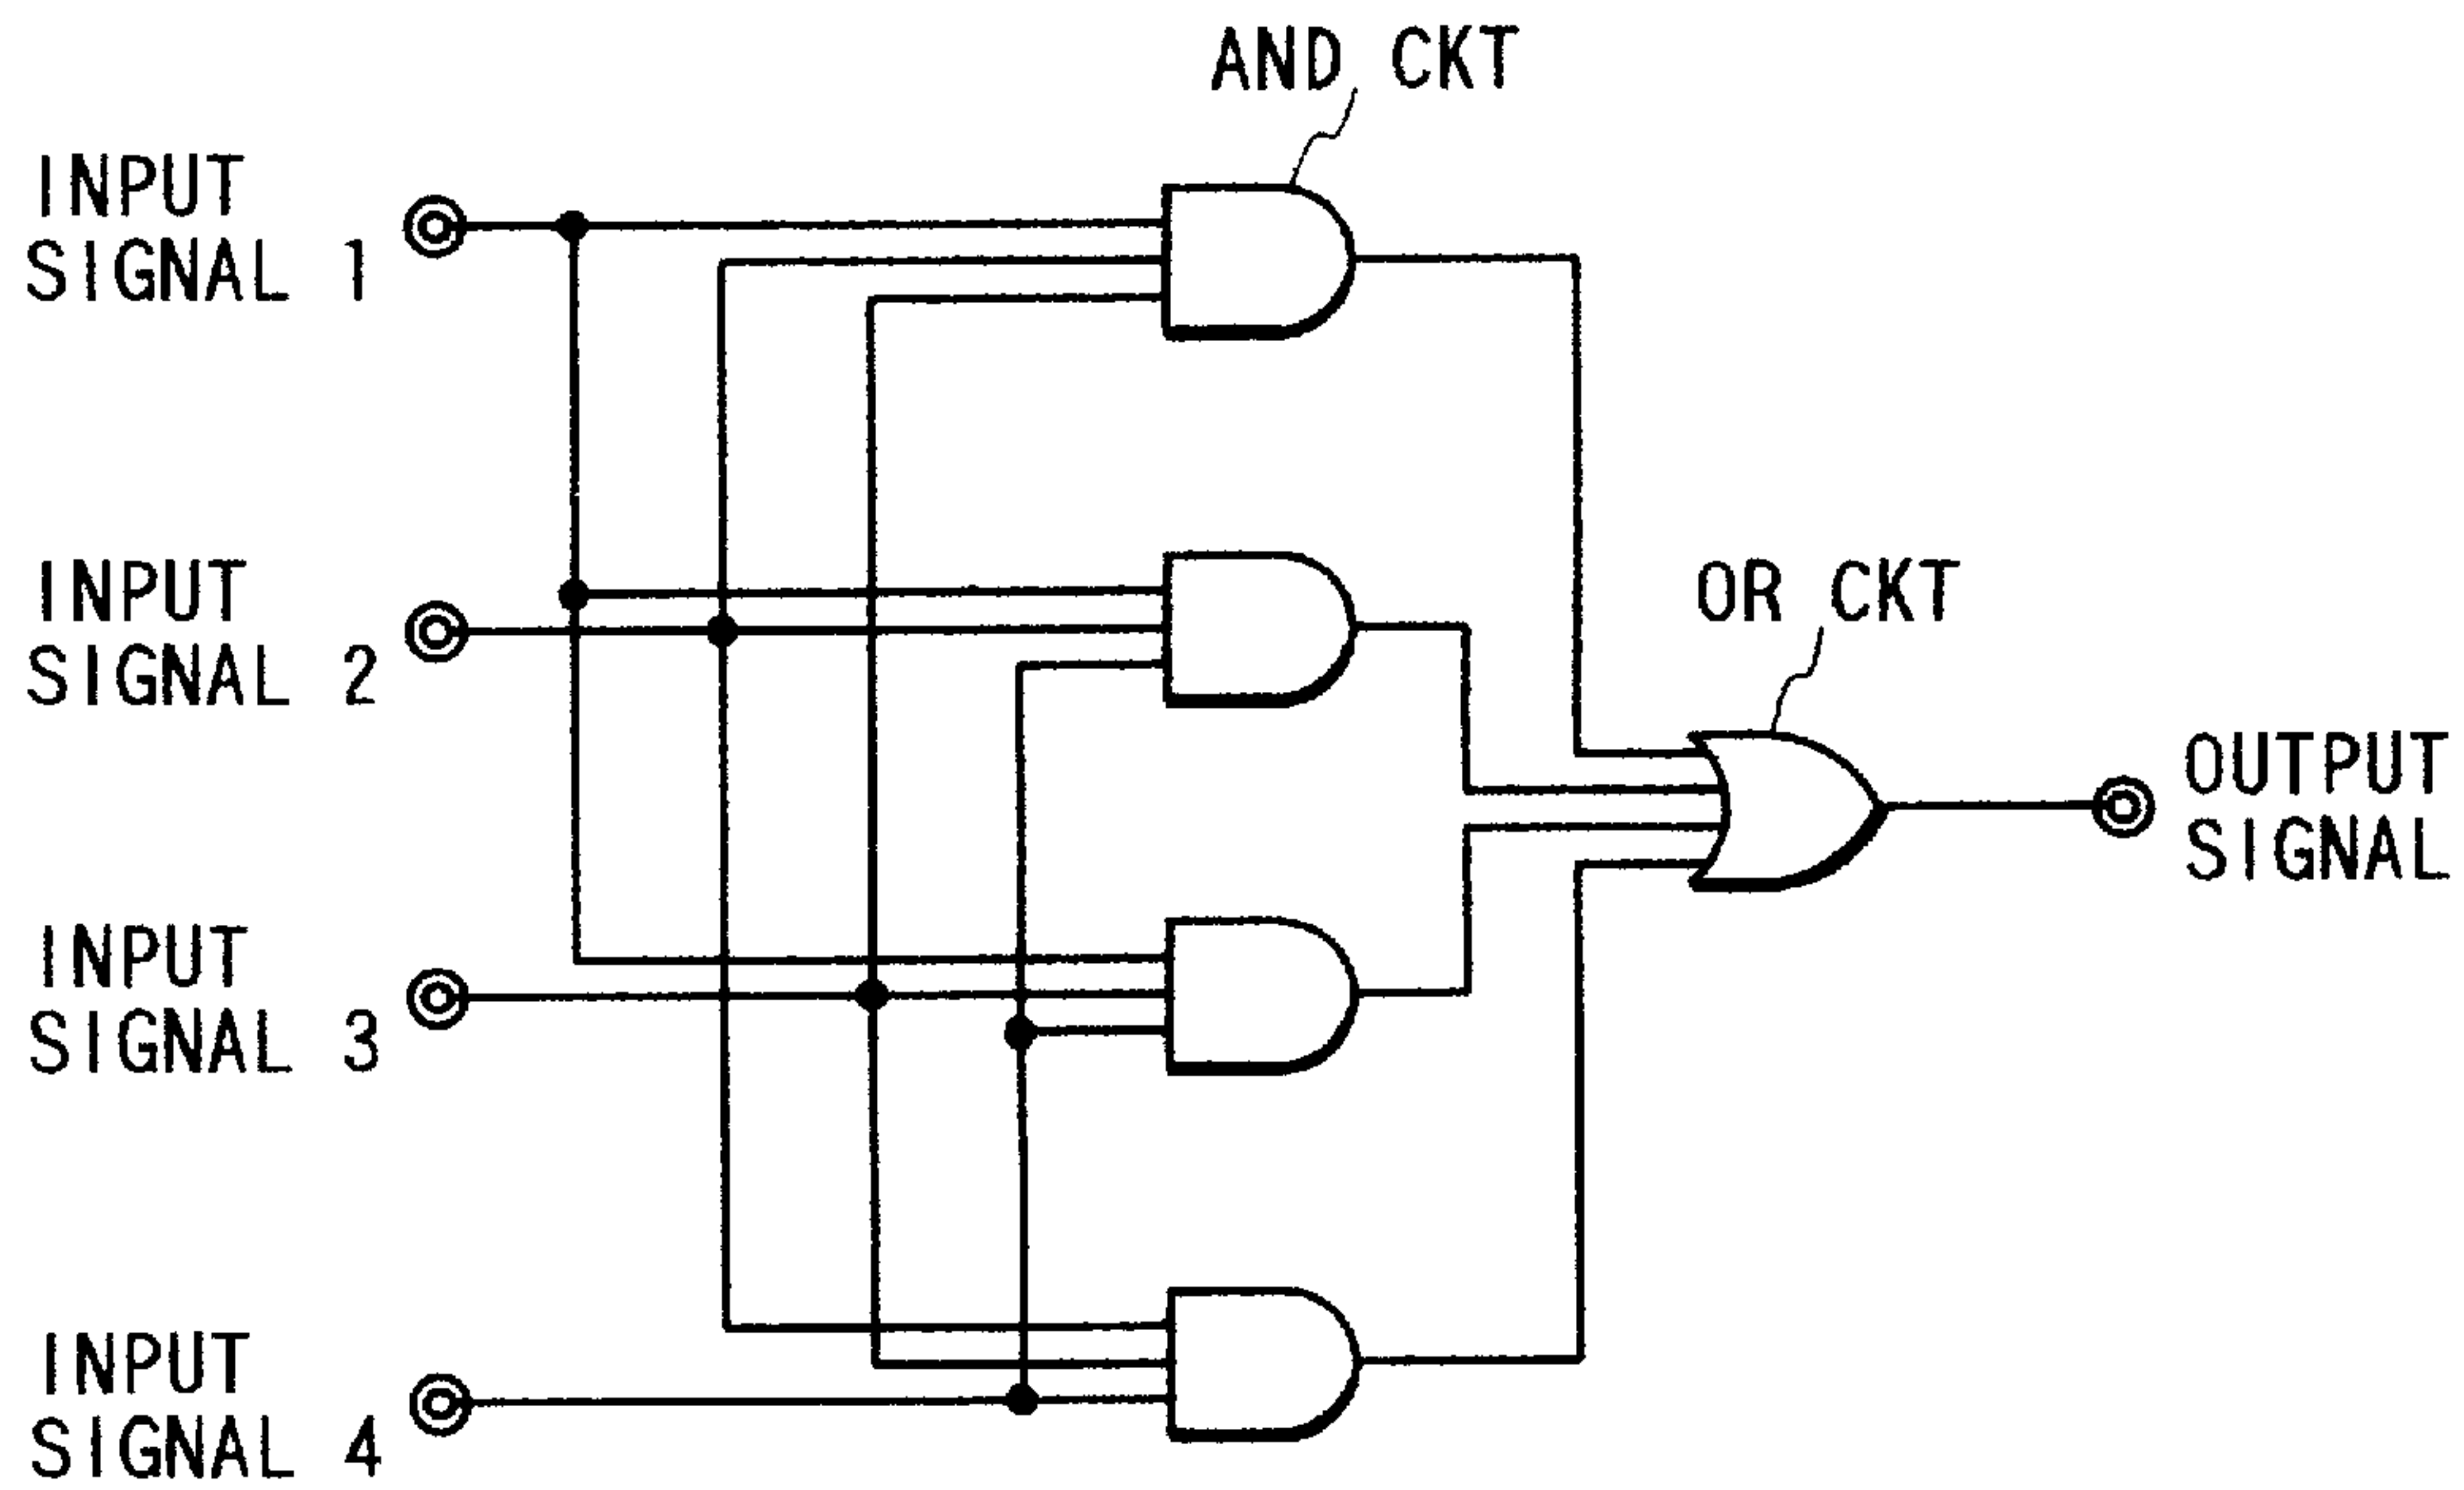 AND CKT
INPUT
SIGNAL 1
INPUT
SIGNAL 2
OR CKT
OUTPUT
SIGNAL
INPUT
SIGNAL 3
INPUT
SIGNAL 4